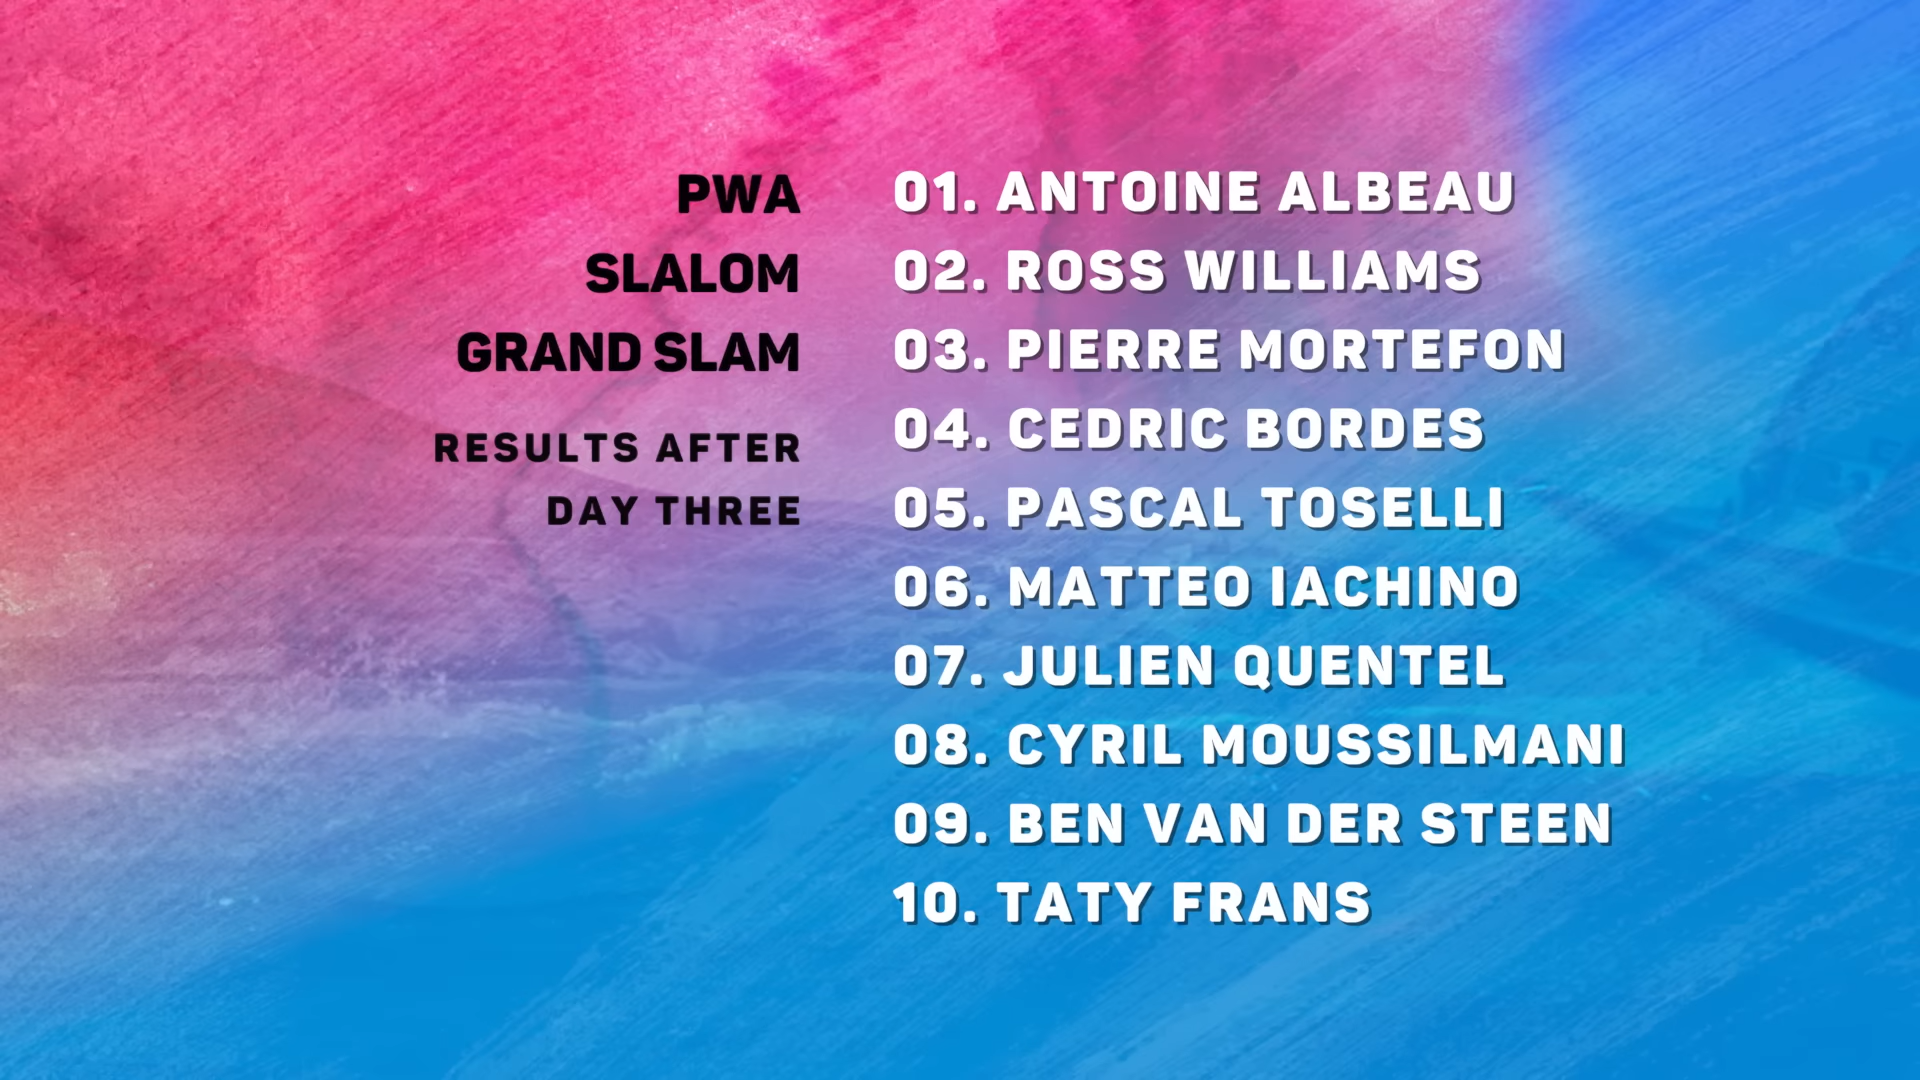 PWA
SLALOM
GRAND SLAM
RESULTS AFTER
DAY THREE
01. ANTOINE ALBEAU
02. ROSS WILLIAMS
03. PIERRE MORTEFON
04. CEDRIC BORDES
05. PASCAL TOSELLI
06. MATTEO IACHINO
07. JULIEN QUENTEL
08. CYRIL MOUSSILMANI
09. BEN VAN DER STEEN
10. TATY FRANS